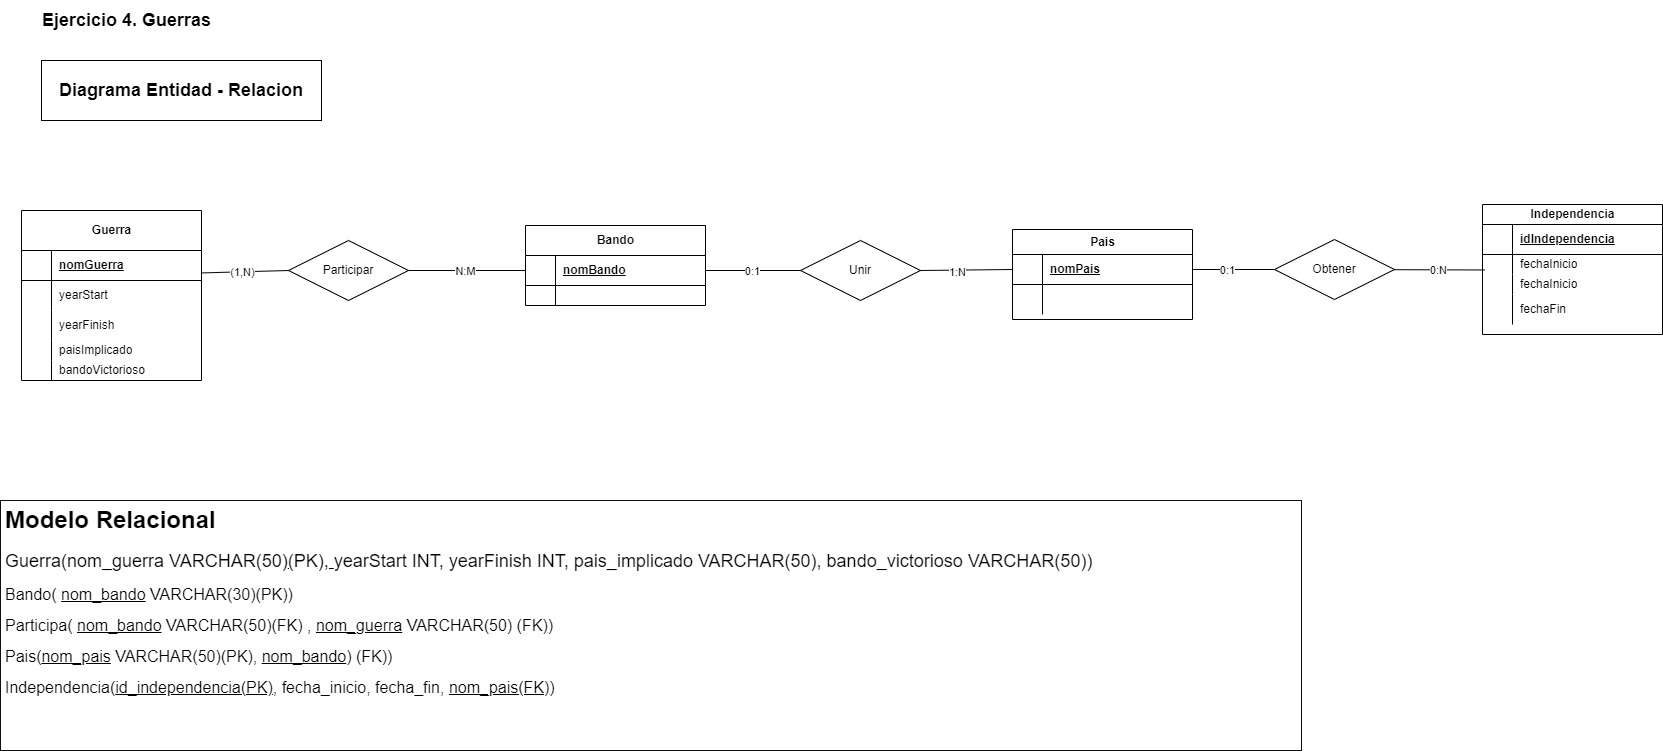 Ejercicio 4. Guerras
Diagrama Entidad - Relacion
Guerra
nomGuerra
yearStart
yearFinish
paisImplicado
bandoVictorioso
(1,N)
Participar
N:M
Bando
nomBando
0:1
Unir
1:N
Pais
nomPais
0:1
Obtener
0:N
Independencia
idIndependencia
fechaInicio
fechaInicio
fechaFin
Modelo Relacional
Guerra(nom_guerra VARCHAR(50)(PK), yearStart INT, yearFinish INT, pais_implicado VARCHAR(50), bando_victorioso VARCHAR(50))
Bando( nom_bando VARCHAR(30)(PK))
Participa( nom_bando VARCHAR(50)(FK) , nom_guerra VARCHAR(50) (FK))
Pais(nom_pais VARCHAR(50)(PK), nom_bando) (FK))
Independencia(id_independencia(PK), fecha_inicio, fecha_fin, nom_pais(FK))